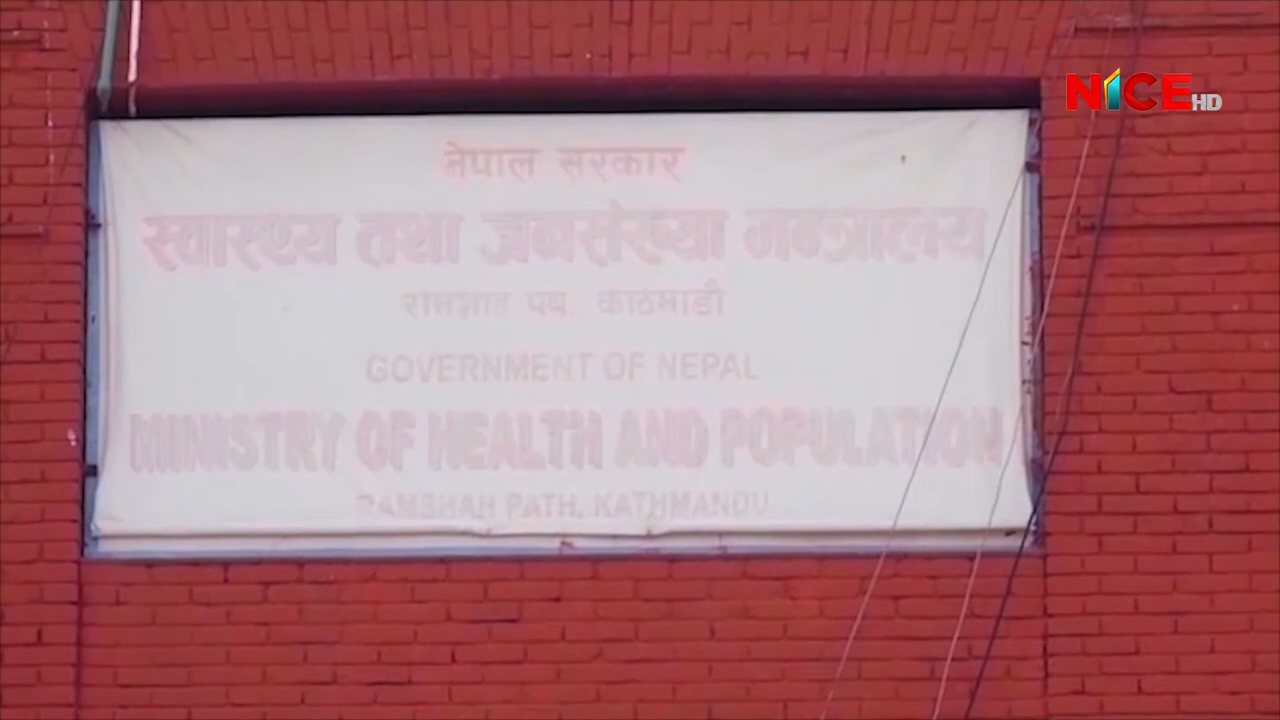 NICE HD
नेपाल सरकार
स्वास्थ्य तथा जनसंख्या मन्त्रालय
रामशाह पथ, काठमाडौं
GOVERNMENT OF NEPAL
MINISTRY OF HEALTH AND POPULATION
RAMSHAH PATH, KATHMANDU